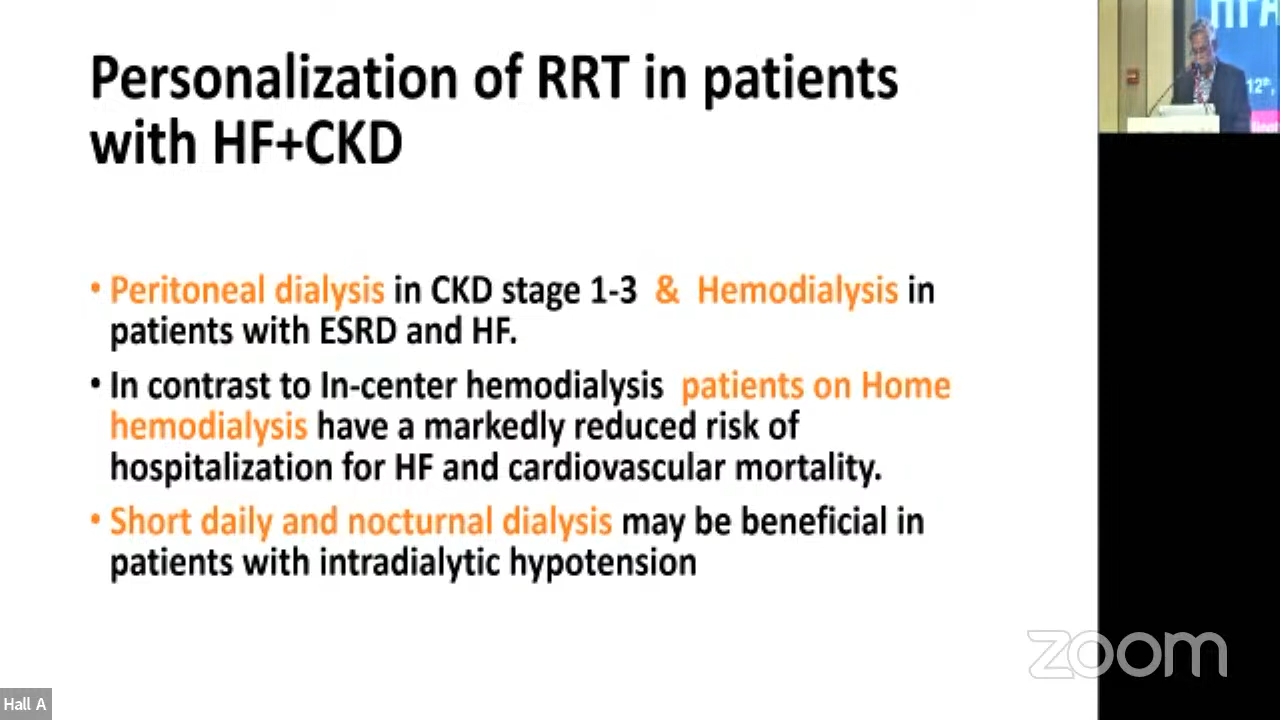 Personalization of RRT in patients
with HF+CKD
• Peritoneal dialysis in CKD stage 1-3 & Hemodialysis in
patients with ESRD and HF.
• In contrast to In-center hemodialysis patients on Home
hemodialysis have a markedly reduced risk of
hospitalization for HF and cardiovascular mortality.
• Short daily and nocturnal dialysis may be beneficial in
patients with intradialytic hypotension
12th,
zoom
Hall A